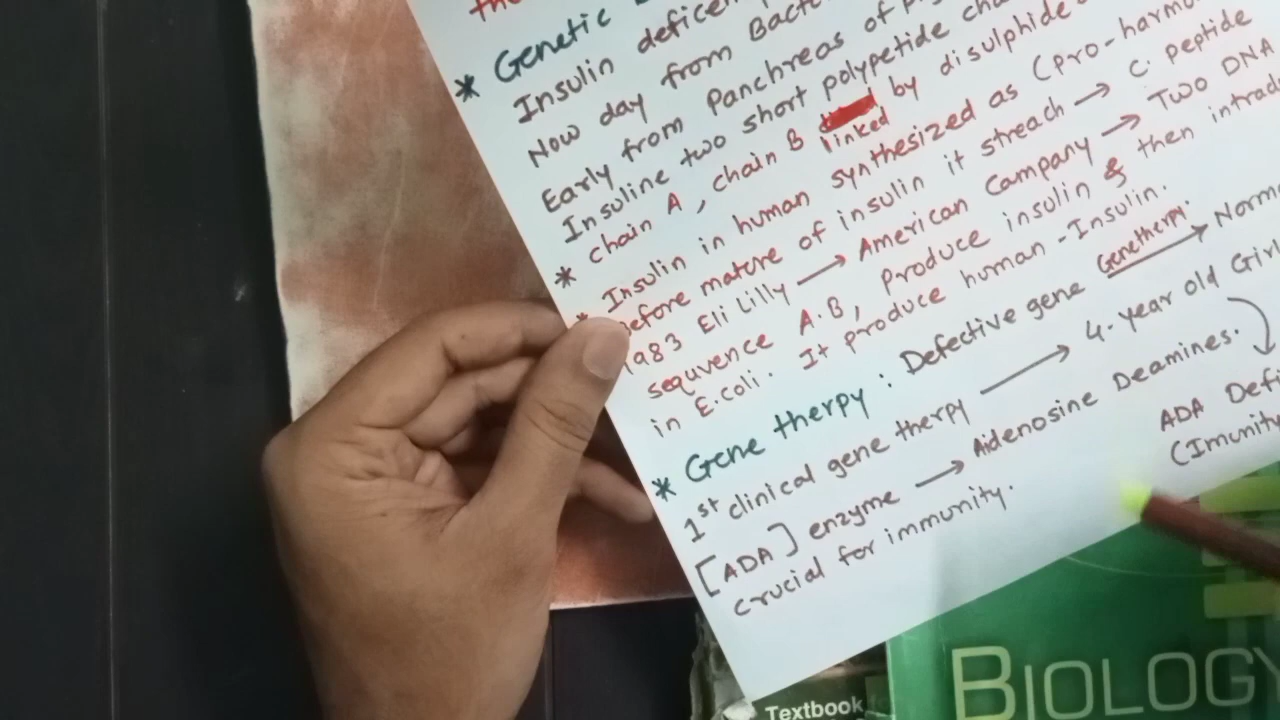 the
* Genetic
Insulin deficen
Now day from Bact
Early from Panchreas of
Insuline two short polypetide cha
* chain A, chain B linked by disulphide
* Insulin in human synthesized as (pro-harmo
Before mature of insulin it streach → C. peptide
1983 Eli Lilly → American Campany → Two DNA
sequvence A.B, Produce insulin & then intrad
in E.coli. It produce human-Insulin.
* Gene therpy : Defective gene Genetherpy. → Norm
1st clinical gene therpy → 4-year old Girl
[ADA] enzyme → Aidenosine Deamines.
crucial for immunity.
ADA Defi
(Imunity
Textbook
BIOLOGY